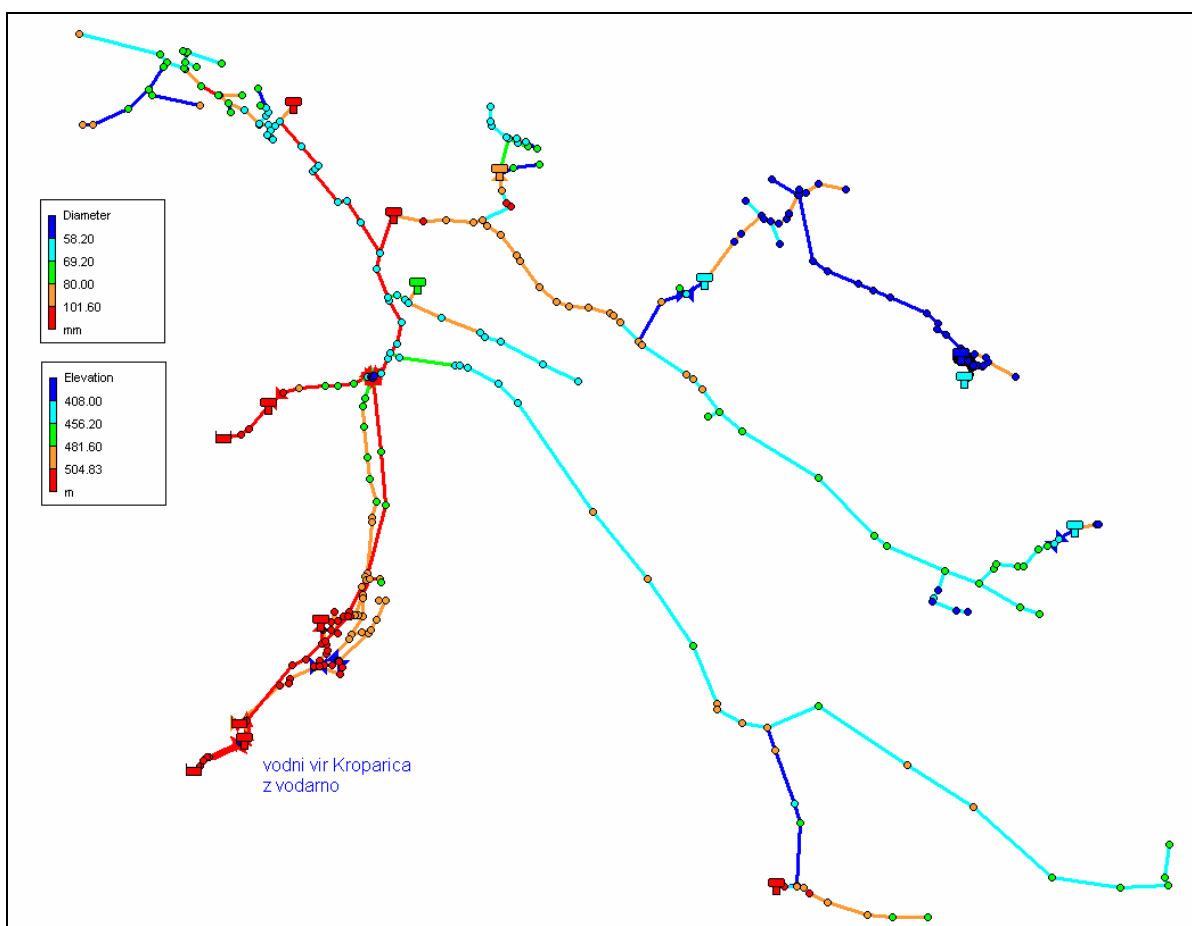 Diameter
58.20
69.20
80.00
101.60
mm
Elevation
408.00
456.20
481.60
504.83
m
vodni vir Kroparica
z vodarno